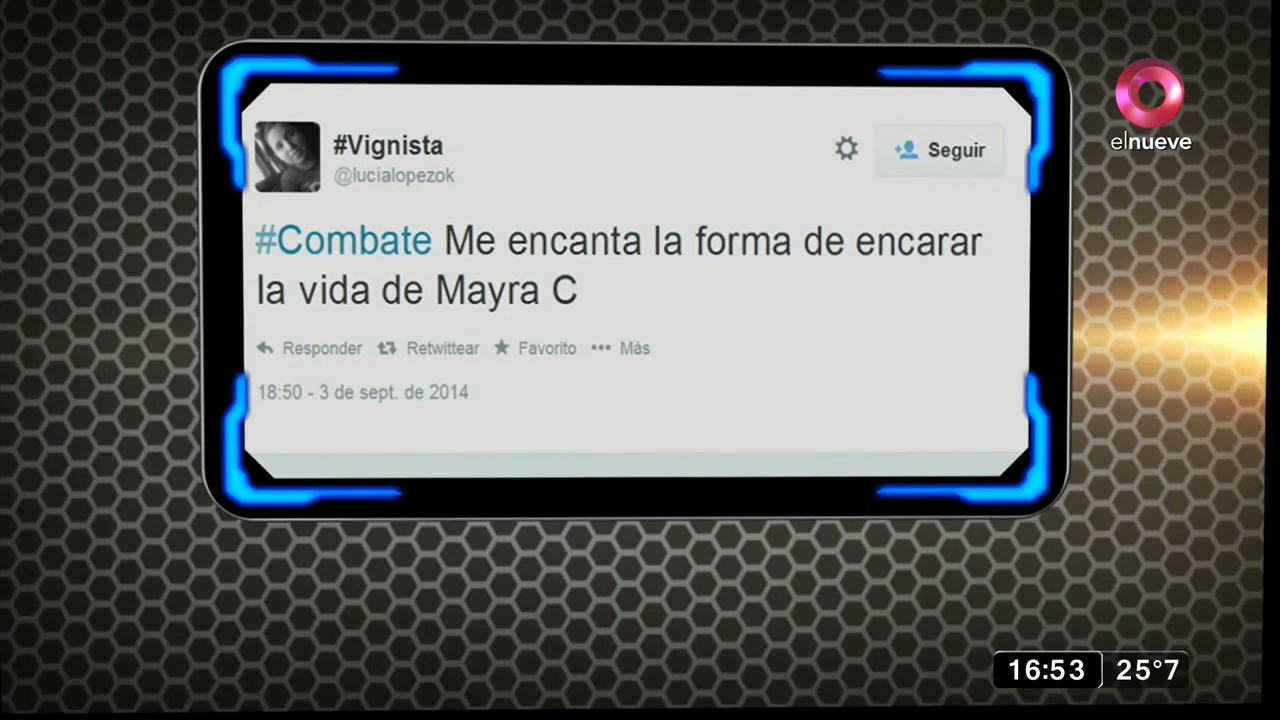 #Vignista
@lucialopezok
Seguir
#Combate Me encanta la forma de encarar
la vida de Mayra C
Responder Retwittear Favorito ••• Más
18:50 - 3 de sept. de 2014
elnueve
16:53 25°7